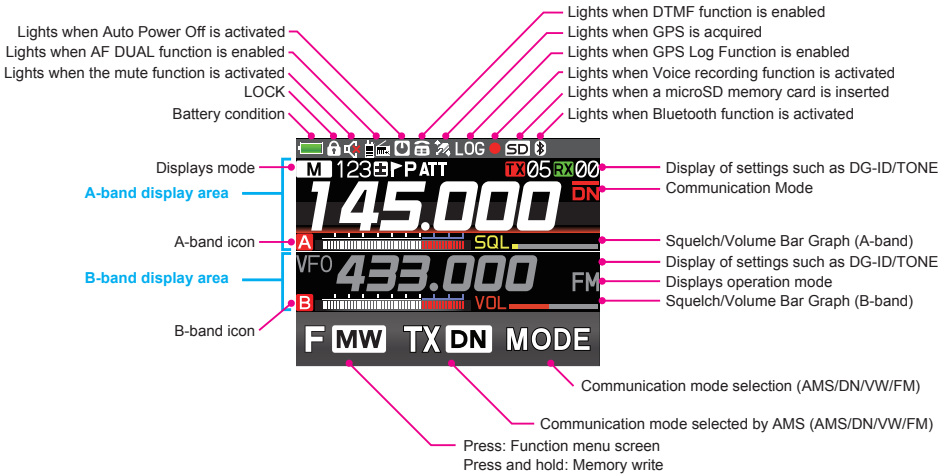 Lights when DTMF function is enabled
Lights when GPS is acquired
Lights when GPS Log Function is enabled
Lights when Voice recording function is activated
Lights when a microSD memory card is inserted
Lights when Bluetooth function is activated
Lights when Auto Power Off is activated
Lights when AF DUAL function is enabled
Lights when the mute function is activated
LOCK
Battery condition
LOG SD
Displays mode
M 123 P ATT TX 05 RX 00
Display of settings such as DG-ID/TONE
A-band display area
145.000 DN
Communication Mode
A-band icon
A SQL
Squelch/Volume Bar Graph (A-band)
Display of settings such as DG-ID/TONE
B-band display area
VFO 433.000 FM
Displays operation mode
B VOL
Squelch/Volume Bar Graph (B-band)
B-band icon
F MW TX DN MODE
Communication mode selection (AMS/DN/VW/FM)
Communication mode selected by AMS (AMS/DN/VW/FM)
Press: Function menu screen
Press and hold: Memory write